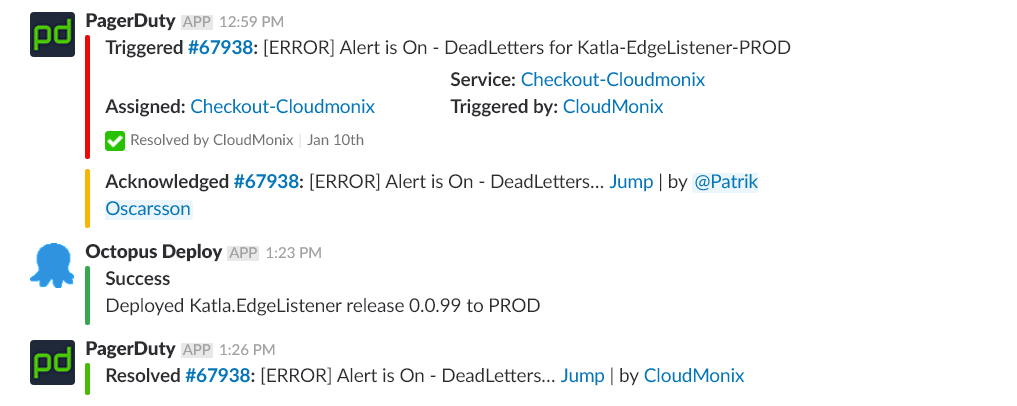 pd PagerDuty APP 12:59 PM
Triggered #67938: [ERROR] Alert is On - DeadLetters for Katla-EdgeListener-PROD
Service: Checkout-Cloudmonix
Assigned: Checkout-Cloudmonix Triggered by: CloudMonix
Resolved by CloudMonix | Jan 10th
Acknowledged #67938: [ERROR] Alert is On - DeadLetters... Jump | by @Patrik
Oscarsson
Octopus Deploy APP 1:23 PM
Success
Deployed Katla.EdgeListener release 0.0.99 to PROD
pd PagerDuty APP 1:26 PM
Resolved #67938: [ERROR] Alert is On - DeadLetters... Jump | by CloudMonix